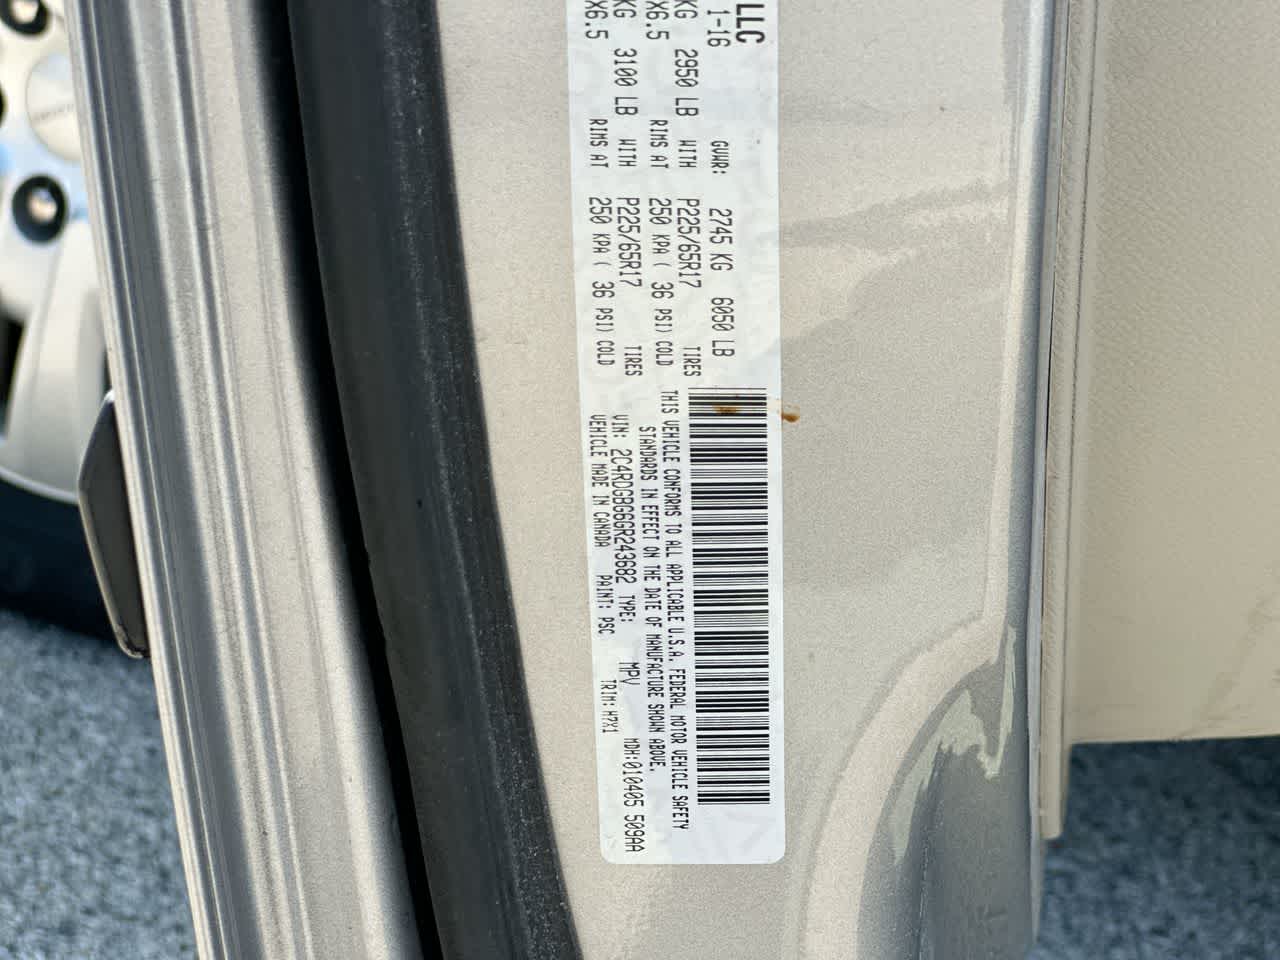 LLC
1-16 GVWR: 2745 KG 6050 LB
KG 2950 LB WITH P225/65R17 TIRES
X6.5 RIMS AT 250 KPA ( 36 PSI) COLD
KG 3100 LB WITH P225/65R17 TIRES
X6.5 RIMS AT 250 KPA ( 36 PSI) COLD
THIS VEHICLE CONFORMS TO ALL APPLICABLE U.S.A. FEDERAL MOTOR VEHICLE SAFETY
STANDARDS IN EFFECT ON THE DATE OF MANUFACTURE SHOWN ABOVE.
VIN: 2C4RDGBG6GR243682 TYPE: MPV MDH:010405 509AA
VEHICLE MADE IN CANADA PAINT: PSC TRIM: H7X1